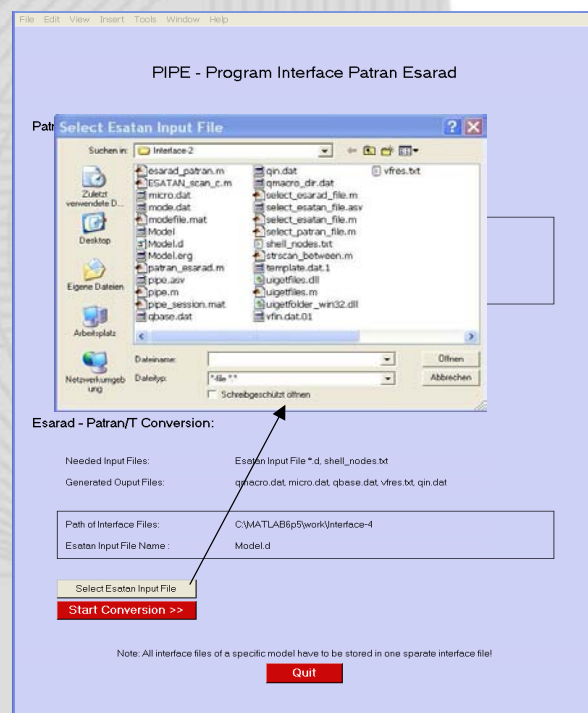 File Edit View Insert Tools Window Help
PIPE - Program Interface Patran Esarad
Patr
Select Esatan Input File
Suchen in: Interface-2
Zuletzt verwendete D...
Desktop
Eigene Dateien
Arbeitsplatz
Netzwerkumgeb
ung
esarad_patran.m
ESATAN_scan_c.m
micro.dat
mode.dat
modefile.mat
Model
Model.d
Model.erg
patran_esarad.m
pipe.asv
pipe.m
pipe_session.mat
qbase.dat
qin.dat
qmacro_dir.dat
select_esarad_file.m
select_esatan_file.asv
select_esatan_file.m
select_patran_file.m
shell_nodes.txt
strscan_between.m
template.dat.1
uigetfiles.dll
uigetfiles.m
uigetfolder_win32.dll
vfin.dat.01
vfres.txt
Dateiname: Öffnen
Dateityp: Abbrechen
Schreibgeschützt öffnen
Esarad - Patran/T Conversion:
Needed Input Files: Esatan Input File *.d, shell_nodes.txt
Generated Ouput Files: qmacro.dat, micro.dat, qbase.dat, vfres.txt, qin.dat
Path of Interface Files: C:\MATLAB6p5\work\Interface-4
Esatan Input File Name : Model.d
Select Esatan Input File
Start Conversion >>
Note: All interface files of a specific model have to be stored in one sparate interface file!
Quit